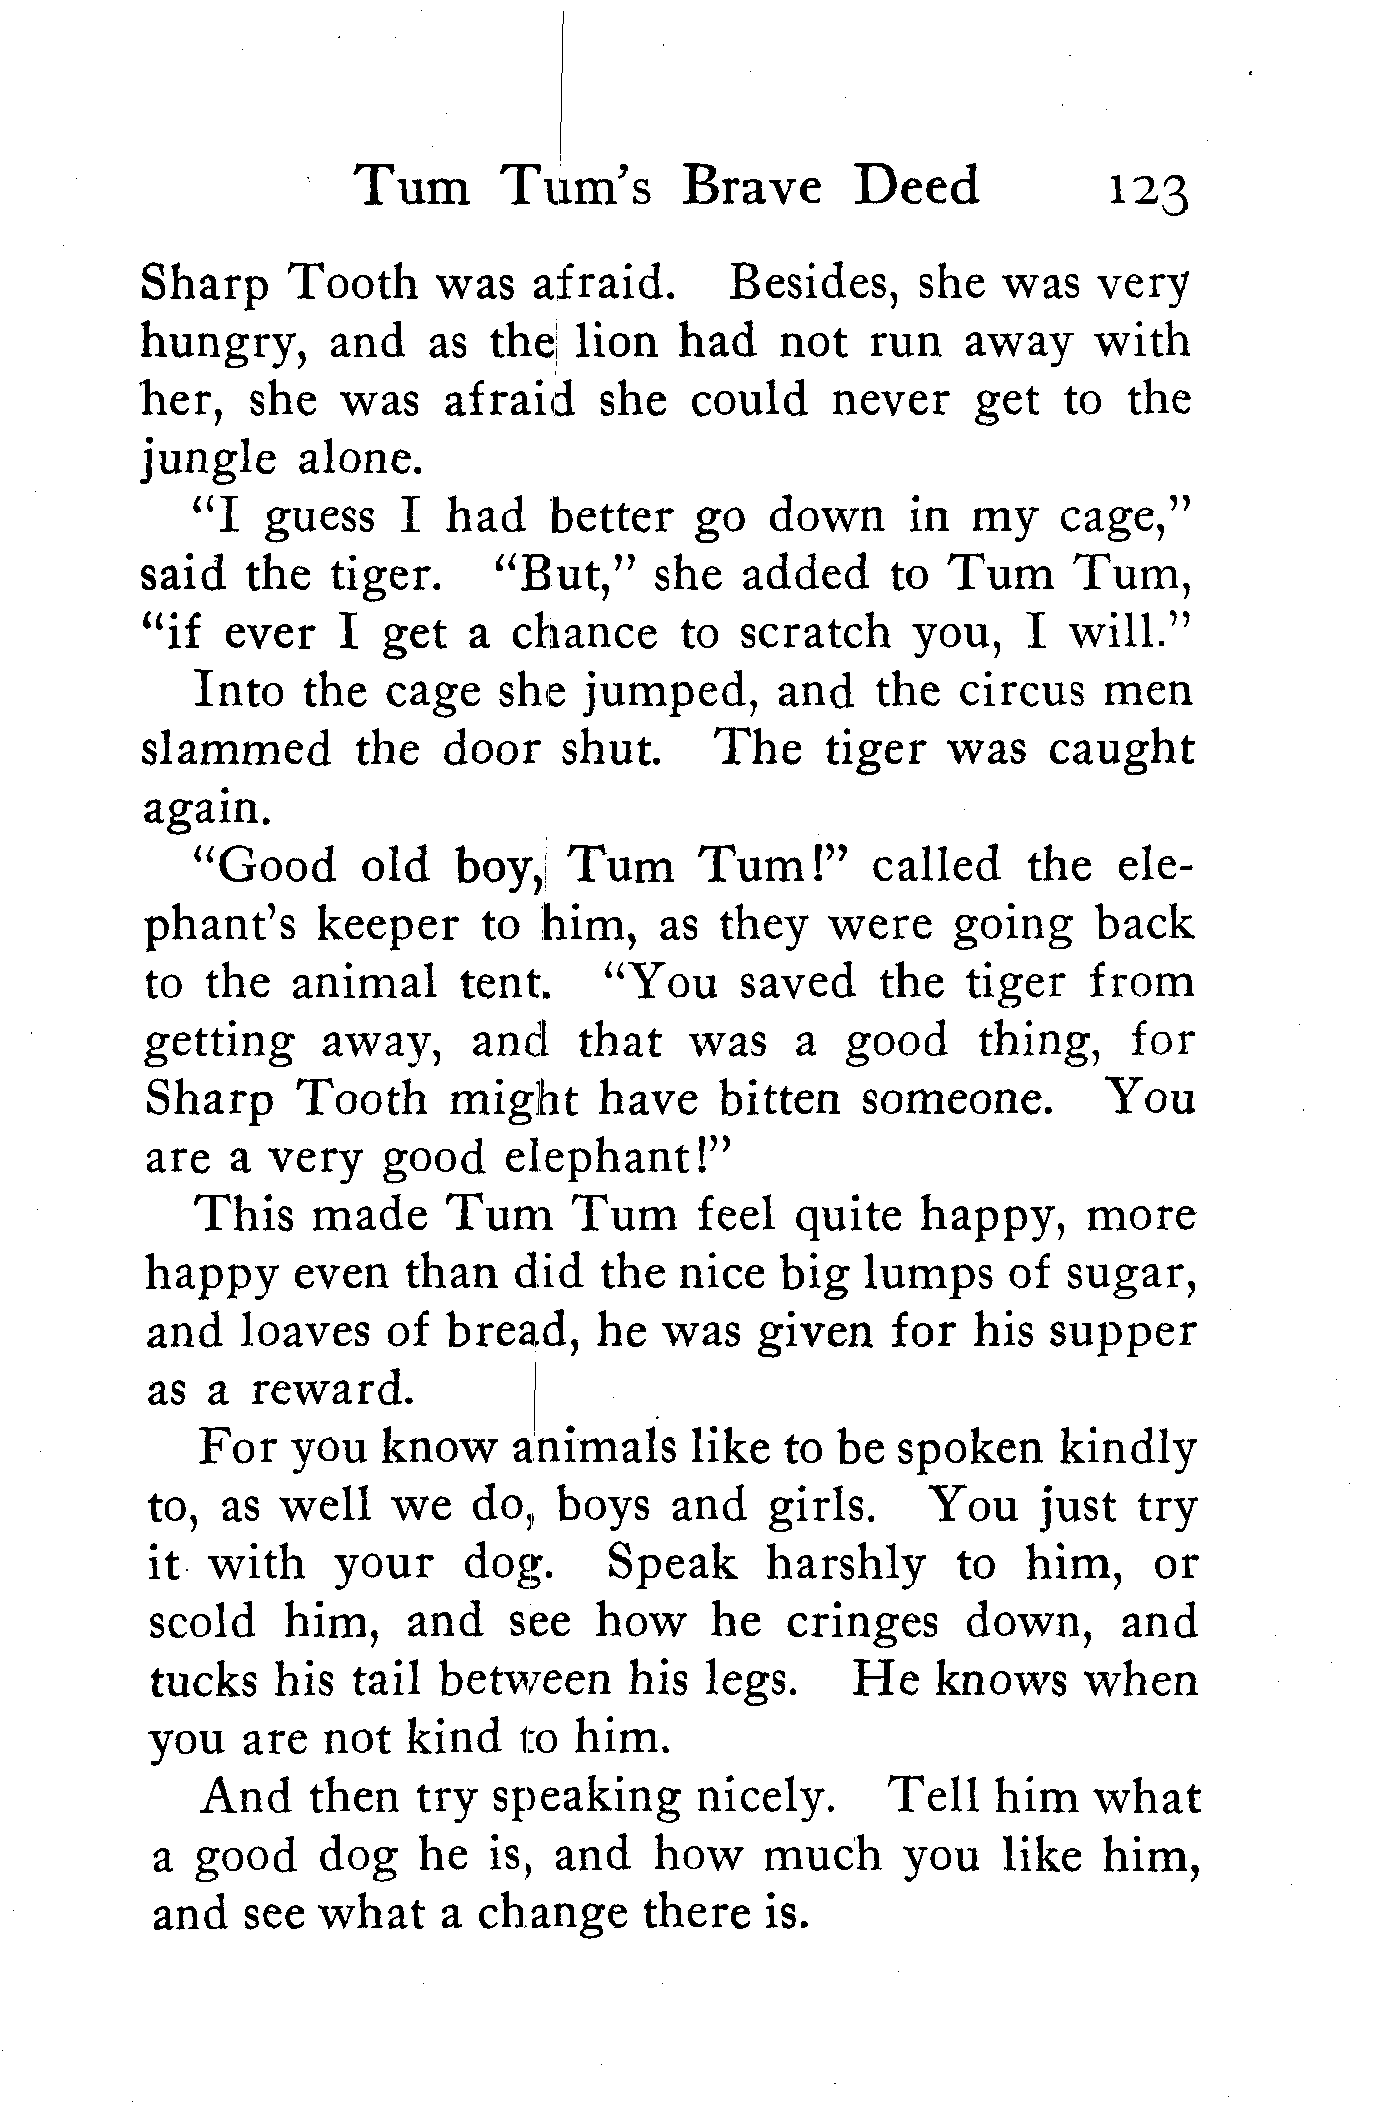 Tum Tum's Brave Deed 123
Sharp Tooth was afraid. Besides, she was very
hungry, and as the lion had not run away with
her, she was afraid she could never get to the
jungle alone.
"I guess I had better go down in my cage,"
said the tiger. "But," she added to Tum Tum,
"if ever I get a chance to scratch you, I will."
Into the cage she jumped, and the circus men
slammed the door shut. The tiger was caught
again.
"Good old boy, Tum Tum!" called the ele-
phant's keeper to him, as they were going back
to the animal tent. "You saved the tiger from
getting away, and that was a good thing, for
Sharp Tooth might have bitten someone. You
are a very good elephant!"
This made Tum Tum feel quite happy, more
happy even than did the nice big lumps of sugar,
and loaves of bread, he was given for his supper
as a reward.
For you know animals like to be spoken kindly
to, as well we do, boys and girls. You just try
it with your dog. Speak harshly to him, or
scold him, and see how he cringes down, and
tucks his tail between his legs. He knows when
you are not kind to him.
And then try speaking nicely. Tell him what
a good dog he is, and how much you like him,
and see what a change there is.